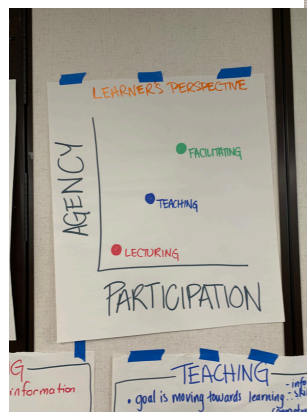 LEARNER'S PERSPECTIVE
AGENCY
FACILITATING
TEACHING
LECTURING
PARTICIPATION
G
information
TEACHING
• goal is moving towards learning